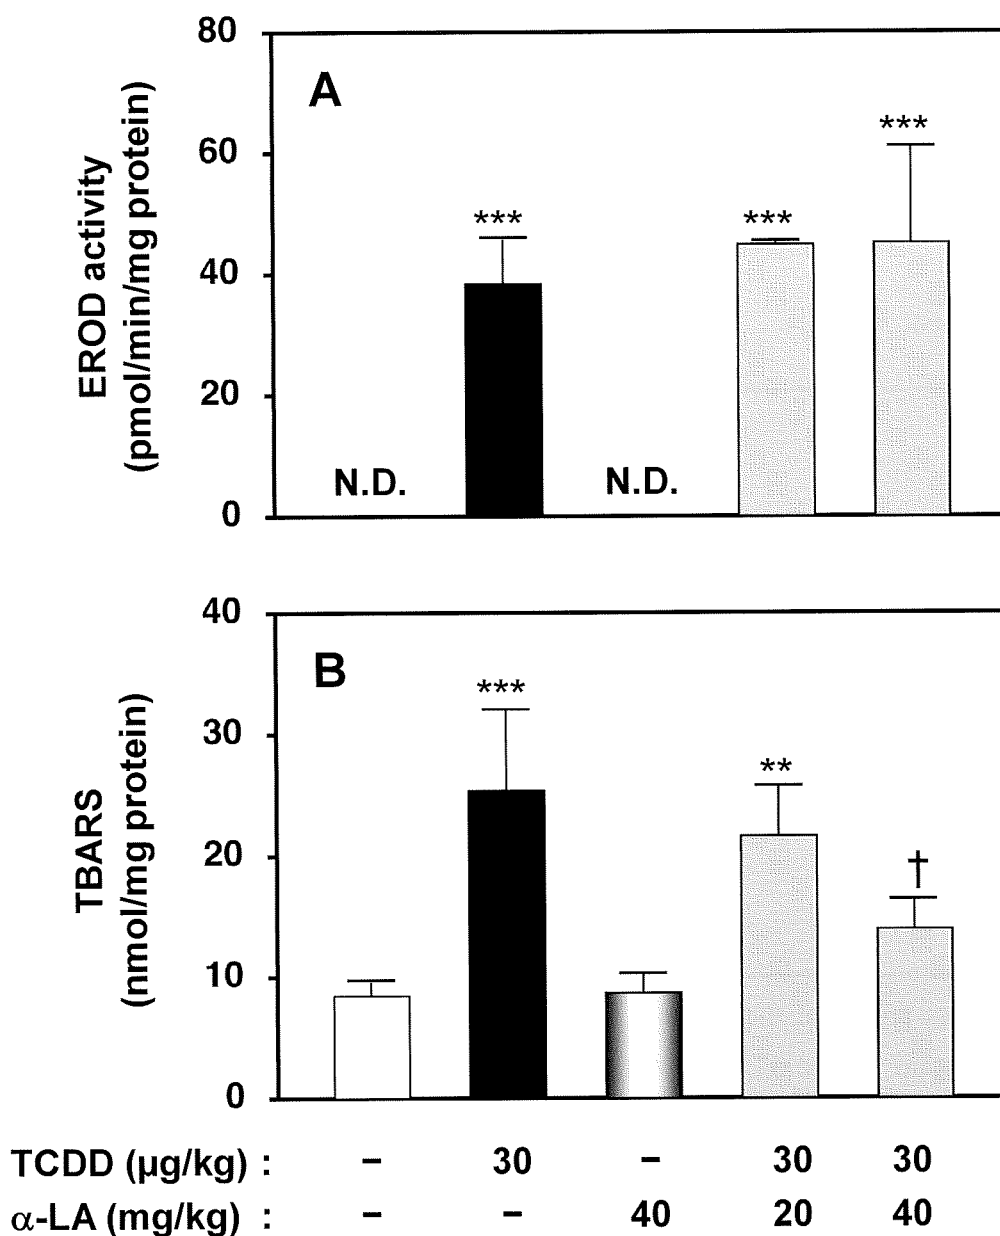 80
A
60
***
***
***
40
20
N.D.
N.D.
0
EROD activity
(pmol/min/mg protein)
40
B
***
30
**
20
†
10
0
TBARS
(nmol/mg protein)
TCDD (µg/kg) : – 30 – 30 30
α-LA (mg/kg) : – – 40 20 40